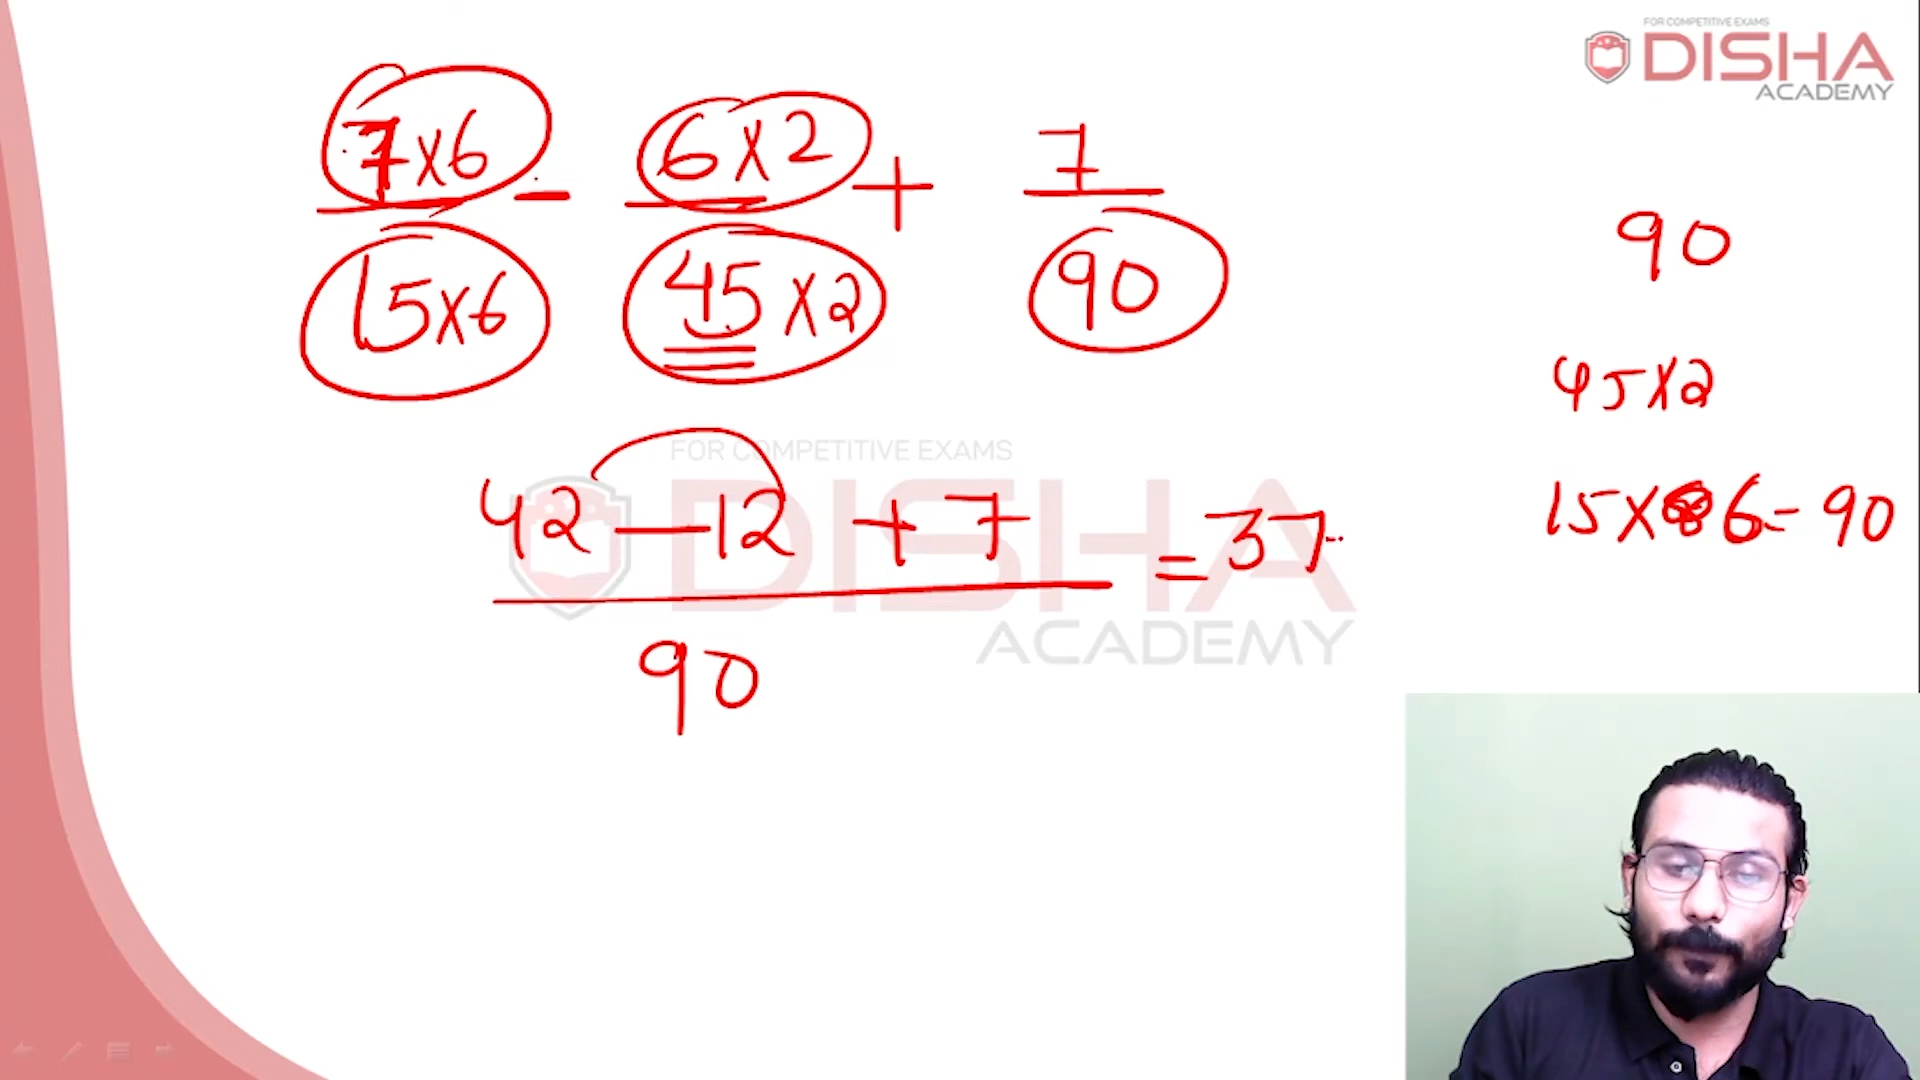 FOR COMPETITIVE EXAMS
DISHA
ACADEMY
7x6 - 6x2 + 7
15x6 45x2 90
90
45x2
15x6=90
FOR COMPETITIVE EXAMS
DISHA
ACADEMY
42-12+7 =37
90